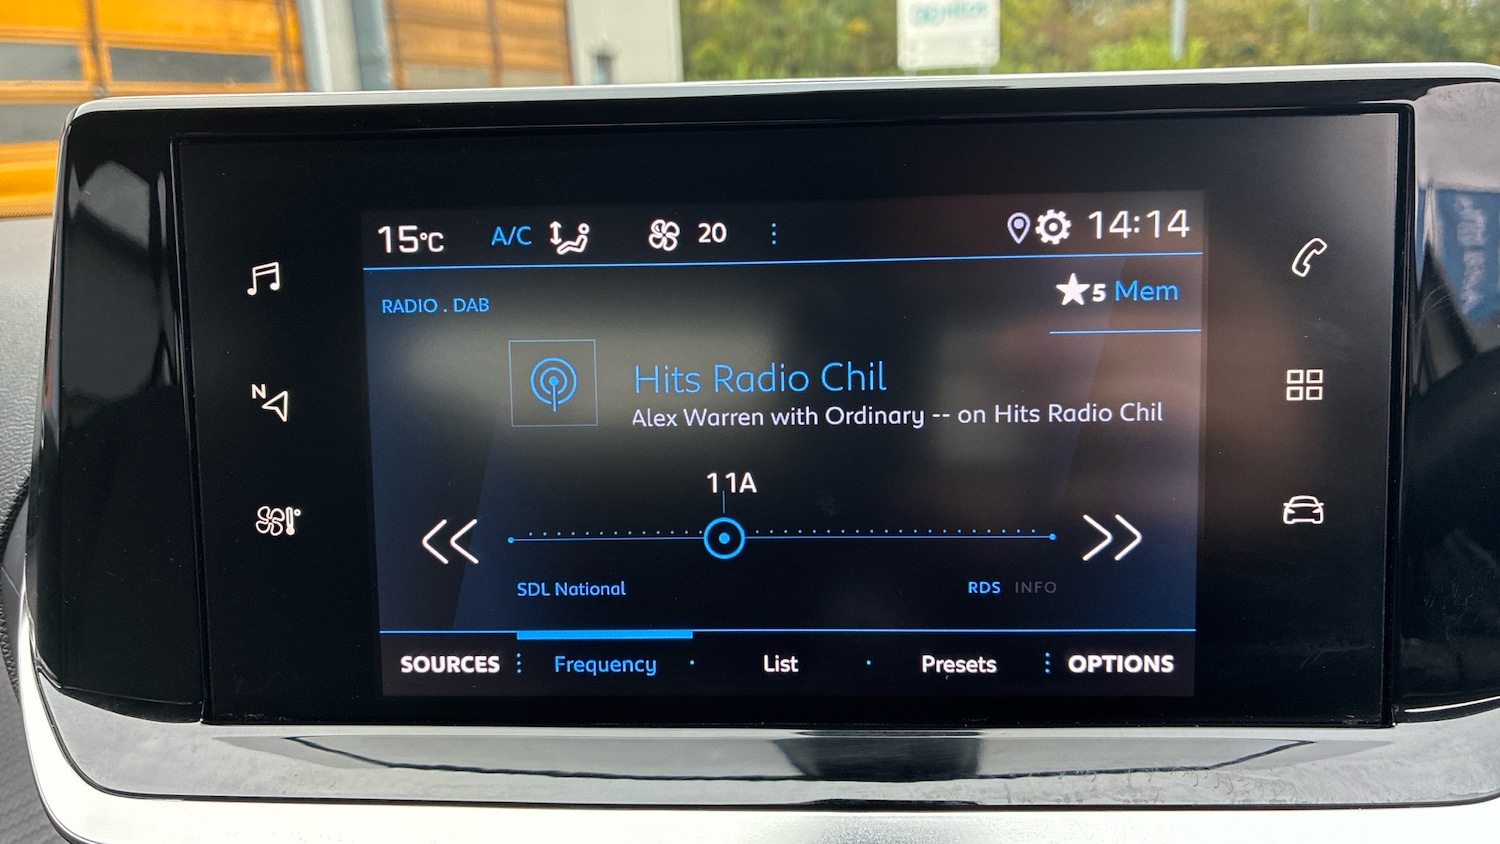 15°C A/C 20 14:14
RADIO . DAB
5 Mem
Hits Radio Chil
Alex Warren with Ordinary -- on Hits Radio Chil
11A
N
SDL National
RDS INFO
SOURCES Frequency List Presets OPTIONS